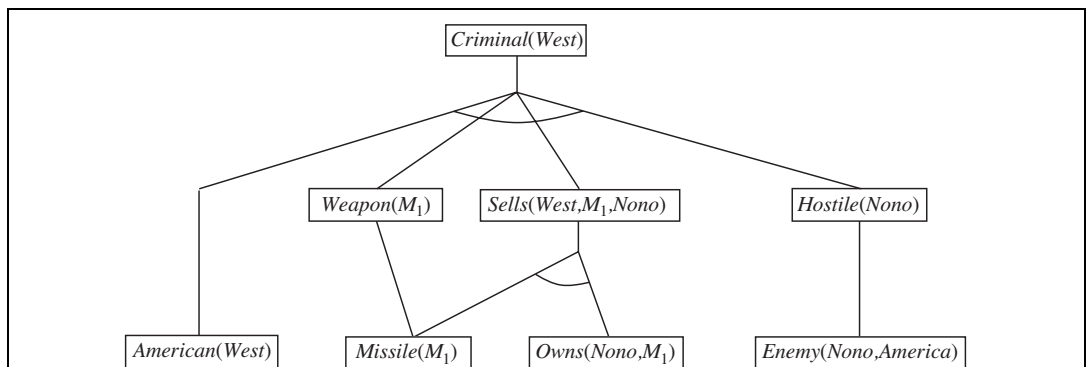 Criminal(West)
Weapon(M₁) Sells(West,M₁,Nono) Hostile(Nono)
American(West) Missile(M₁) Owns(Nono,M₁) Enemy(Nono,America)